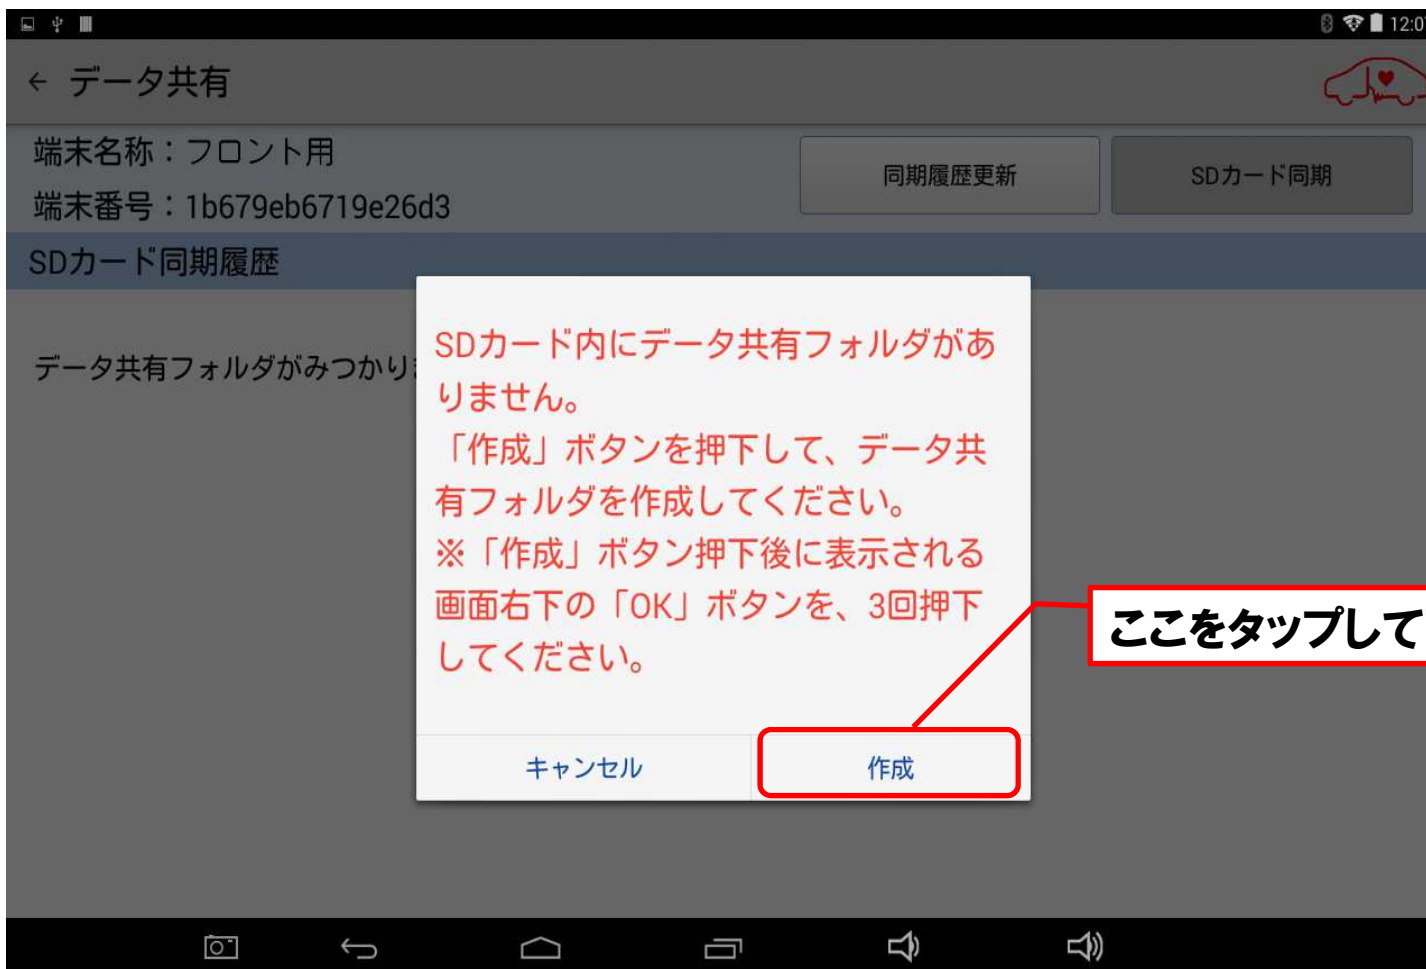 12:0
← データ共有
端末名称：フロント用
同期履歴更新
SDカード同期
端末番号：1b679eb6719e26d3
SDカード同期履歴
データ共有フォルダがみつかり
SDカード内にデータ共有フォルダがあ
りません。
「作成」ボタンを押下して、データ共
有フォルダを作成してください。
※「作成」ボタン押下後に表示される
画面右下の「OK」ボタンを、3回押下
してください。
ここをタップして
キャンセル
作成